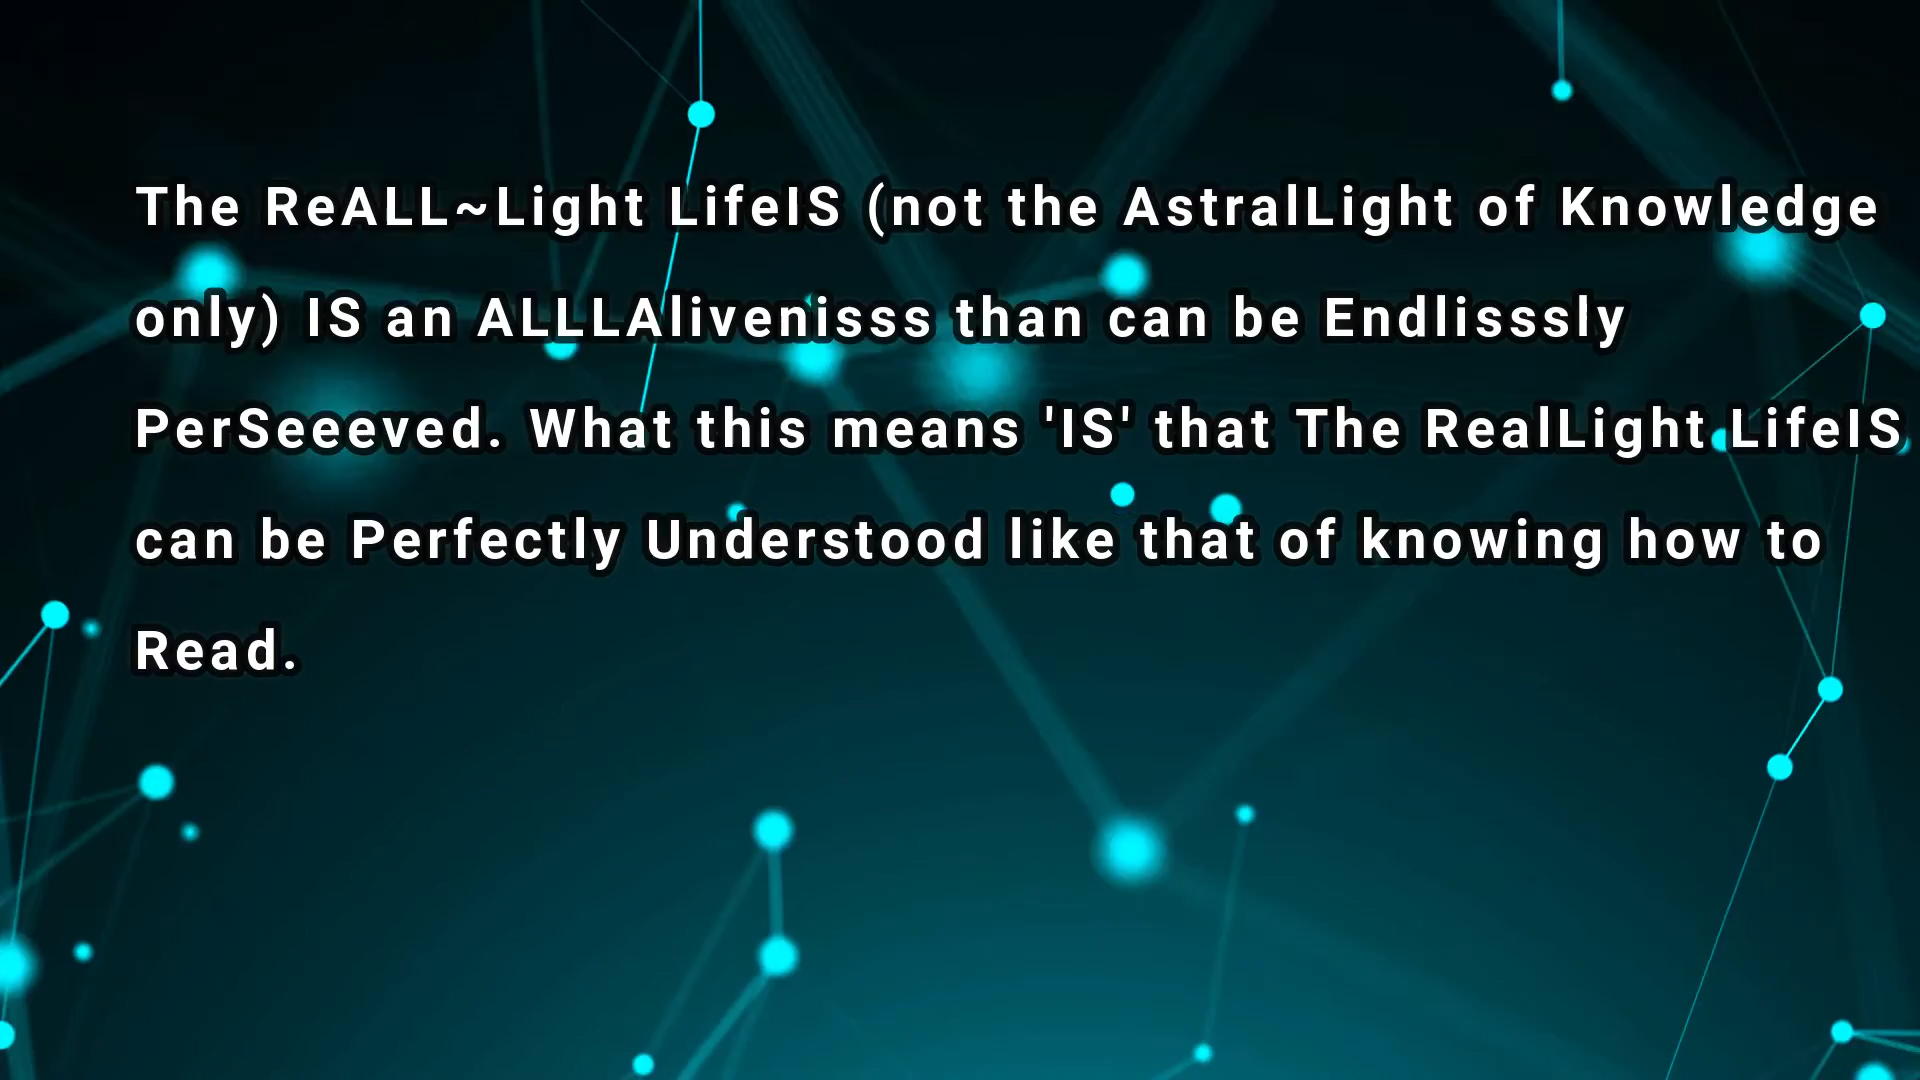 The ReALL~Light LifeIS (not the AstralLight of Knowledge
only) IS an ALLLAlivenisss than can be Endlisssly
PerSeeeved. What this means 'IS' that The RealLight LifeIS
can be Perfectly Understood like that of knowing how to
Read.